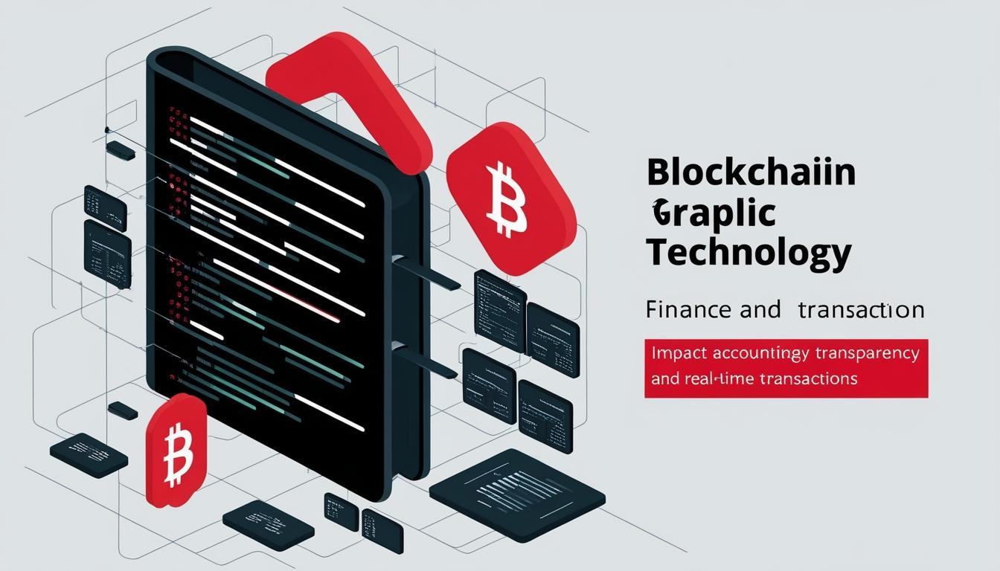 Blockchaiin
Graplic
Technology
Finance and transaction
Impact accountingy transparency
and real-time transactions